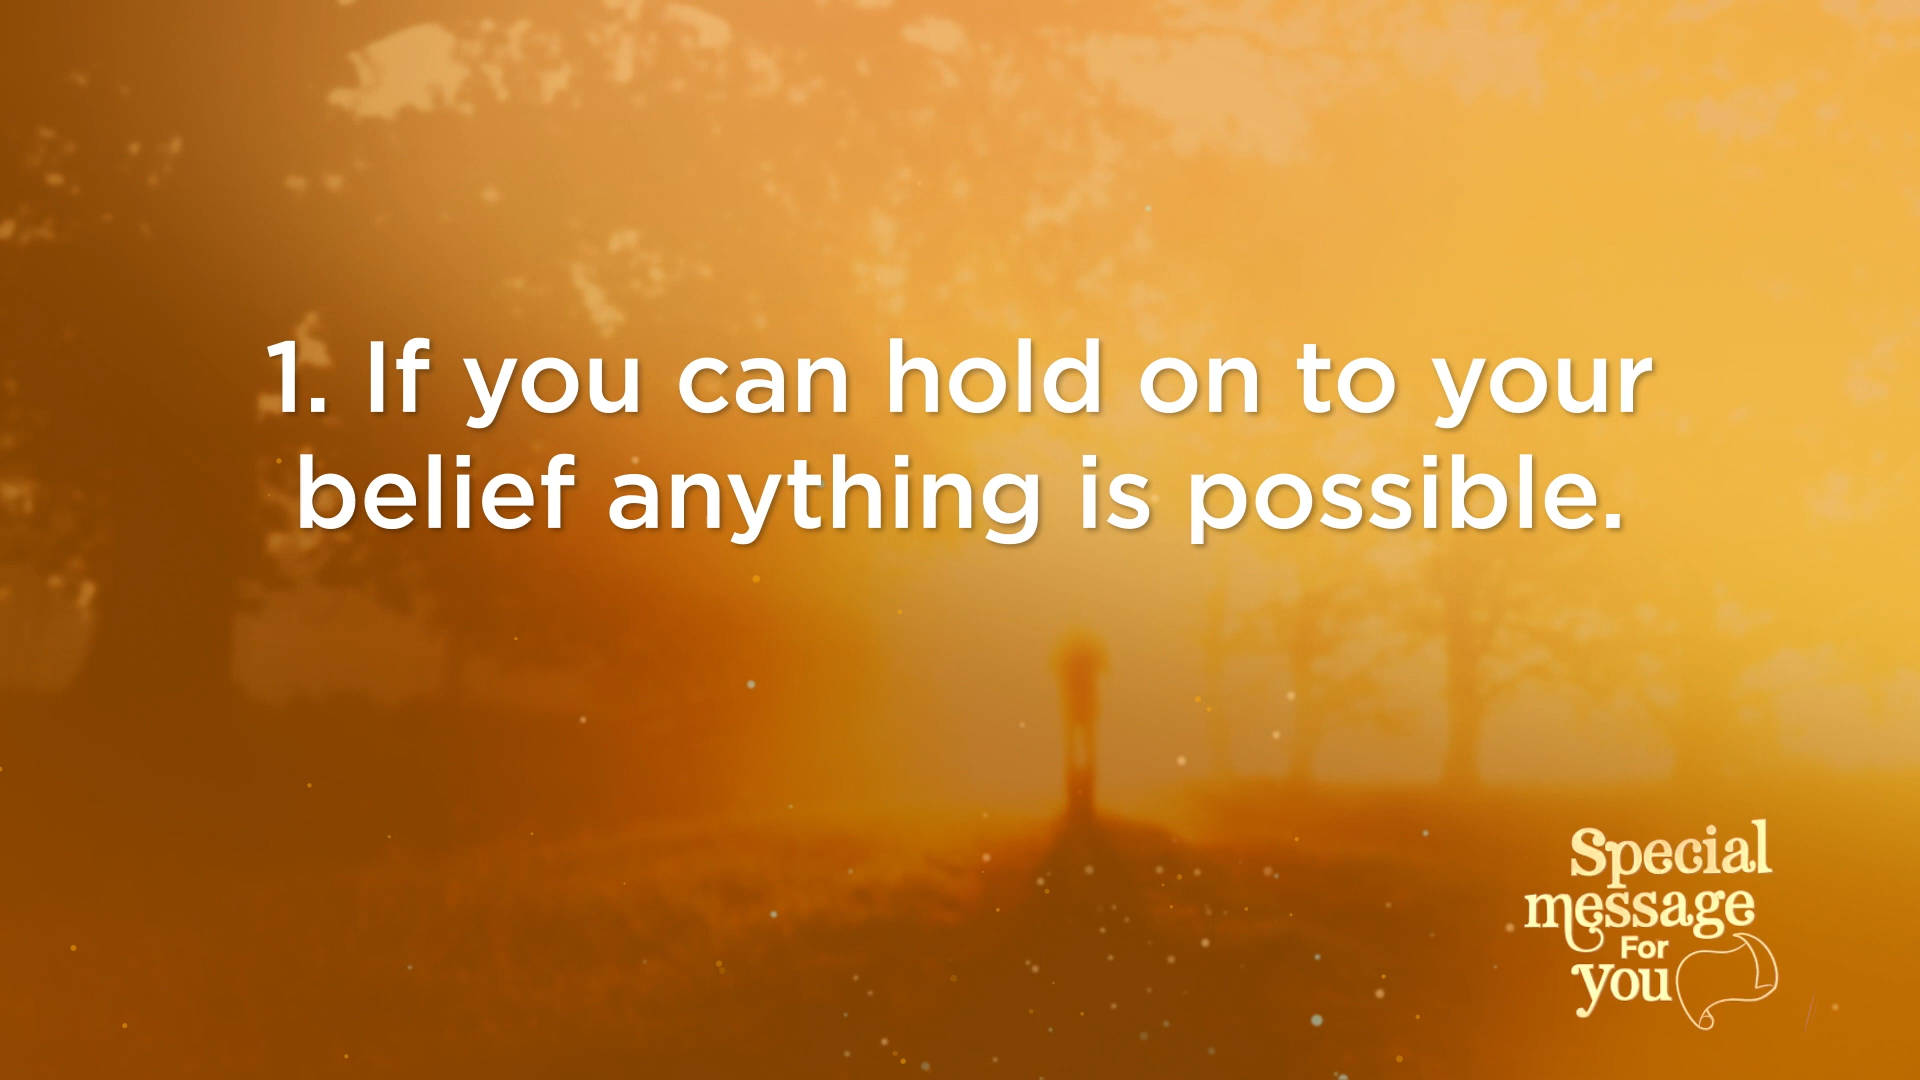 1. If you can hold on to your
belief anything is possible.
Special
message
For
you